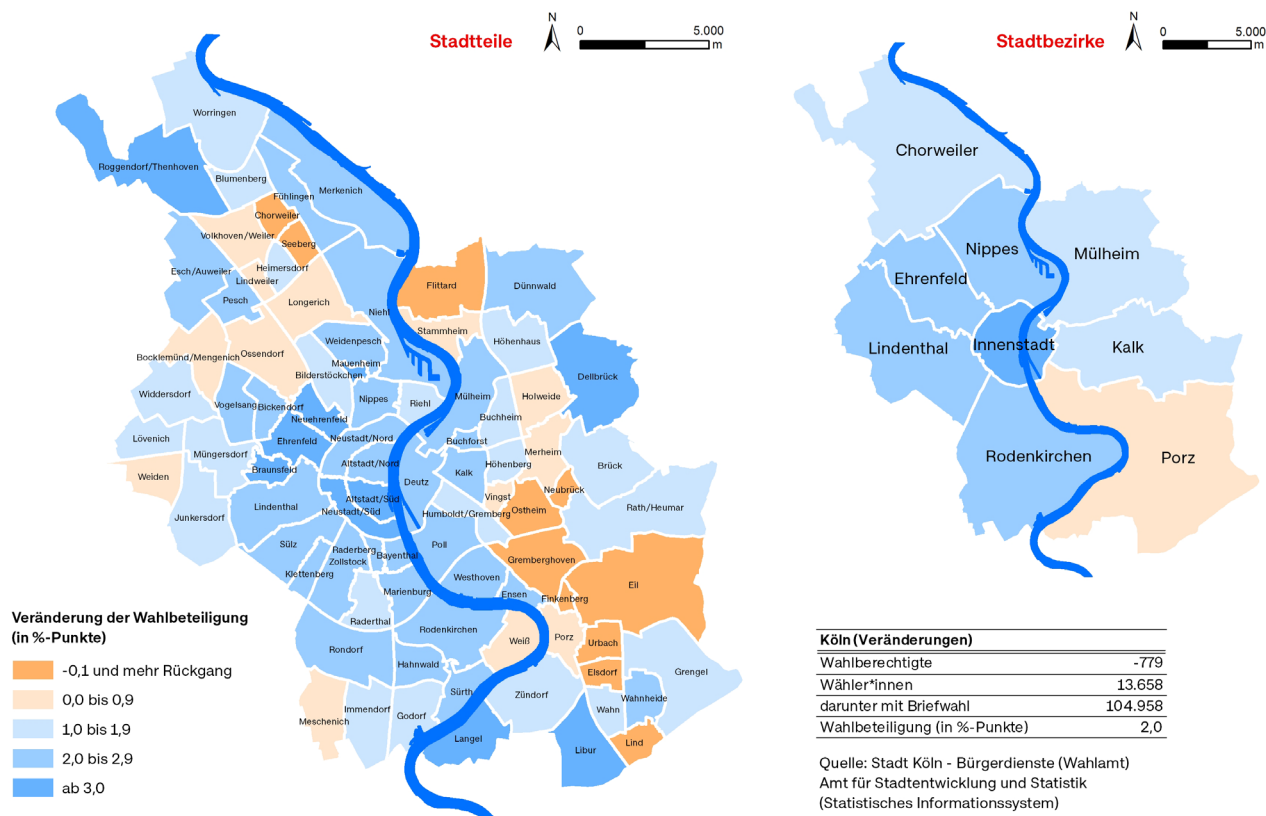 Stadtteile
N
0
5.000
m
Stadtbezirke
N
0
5.000
m
Worringen
Roggendorf/Thenhoven
Blumenberg
Fühlingen
Merkenich
Chorweiler
Volkhoven/Weiler
Seeberg
Esch/Auweiler
Heimersdorf
Lindweiler
Pesch
Longerich
Niehl
Flittard
Dünnwald
Stammheim
Höhenhaus
Weidenpesch
Bocklemünd/Mengenich
Ossendorf
Mauenheim
Bilderstöckchen
Dellbrück
Widdersdorf
Vogelsang
Bickendorf
Nippes
Riehl
Mülheim
Holweide
Neuehrenfeld
Buchheim
Lövenich
Ehrenfeld
Neustadt/Nord
Buchforst
Müngersdorf
Braunsfeld
Altstadt/Nord
Merheim
Höhenberg
Brück
Weiden
Kalk
Deutz
Neubrück
Junkersdorf
Lindenthal
Altstadt/Süd
Neustadt/Süd
Vingst
Humboldt/Gremberg
Ostheim
Rath/Heumar
Sülz
Raderberg
Zollstock
Bayenthal
Poll
Gremberghoven
Klettenberg
Marienburg
Westhoven
Ensen
Finkenberg
Eil
Raderthal
Rodenkirchen
Weiß
Porz
Urbach
Rondorf
Hahnwald
Elsdorf
Grengel
Sürth
Zündorf
Wahn
Wahnheide
Meschenich
Immendorf
Godorf
Langel
Libur
Lind
Chorweiler
Nippes
Mülheim
Ehrenfeld
Lindenthal
Innenstadt
Kalk
Rodenkirchen
Porz
Veränderung der Wahlbeteiligung
(in %-Punkte)
-0,1 und mehr Rückgang
0,0 bis 0,9
1,0 bis 1,9
2,0 bis 2,9
ab 3,0
Köln (Veränderungen)
Wahlberechtigte -779
Wähler*innen 13.658
darunter mit Briefwahl 104.958
Wahlbeteiligung (in %-Punkte) 2,0
Quelle: Stadt Köln - Bürgerdienste (Wahlamt)
Amt für Stadtentwicklung und Statistik
(Statistisches Informationssystem)